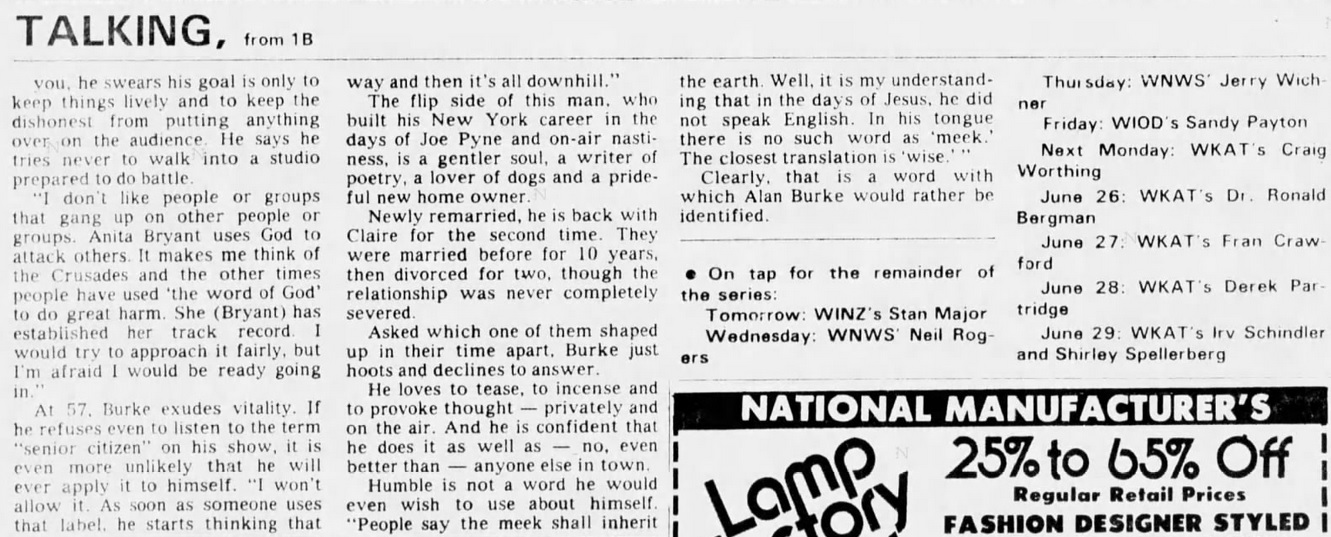 TALKING, from 1B
you, he swears his goal is only to
keep things lively and to keep the
dishonest from putting anything
over on the audience. He says he
tries never to walk into a studio
prepared to do battle.
"I don't like people or groups
that gang up on other people or
groups. Anita Bryant uses God to
attack others. It makes me think of
the Crusades and the other times
people have used 'the word of God'
to do great harm. She (Bryant) has
established her track record. I
would try to approach it fairly, but
I'm afraid I would be ready going
in."
At 57, Burke exudes vitality. If
he refuses even to listen to the term
"senior citizen" on his show, it is
even more unlikely that he will
ever apply it to himself. "I won't
allow it. As soon as someone uses
that label, he starts thinking that
way and then it's all downhill."
The flip side of this man, who
built his New York career in the
days of Joe Pyne and on-air nasti-
ness, is a gentler soul, a writer of
poetry, a lover of dogs and a pride-
ful new home owner.
Newly remarried, he is back with
Claire for the second time. They
were married before for 10 years,
then divorced for two, though the
relationship was never completely
severed.
Asked which one of them shaped
up in their time apart, Burke just
hoots and declines to answer.
He loves to tease, to incense and
to provoke thought — privately and
on the air. And he is confident that
he does it as well as — no, even
better than — anyone else in town.
Humble is not a word he would
even wish to use about himself.
"People say the meek shall inherit
the earth. Well, it is my understand-
ing that in the days of Jesus, he did
not speak English. In his tongue
there is no such word as 'meek.'
The closest translation is 'wise.' "
Clearly, that is a word with
which Alan Burke would rather be
identified.
● On tap for the remainder of
the series:
Tomorrow: WINZ's Stan Major
Wednesday: WNWS' Neil Rog-
ers
Thursday: WNWS' Jerry Wich-
ner
Friday: WIOD's Sandy Payton
Next Monday: WKAT's Craig
Worthing
June 26: WKAT's Dr. Ronald
Bergman
June 27: WKAT's Fran Craw-
ford
June 28: WKAT's Derek Par-
tridge
June 29: WKAT's Irv Schindler
and Shirley Spellerberg
NATIONAL MANUFACTURER'S
Lamp
25% to 65% Off
Regular Retail Prices
FASHION DESIGNER STYLED